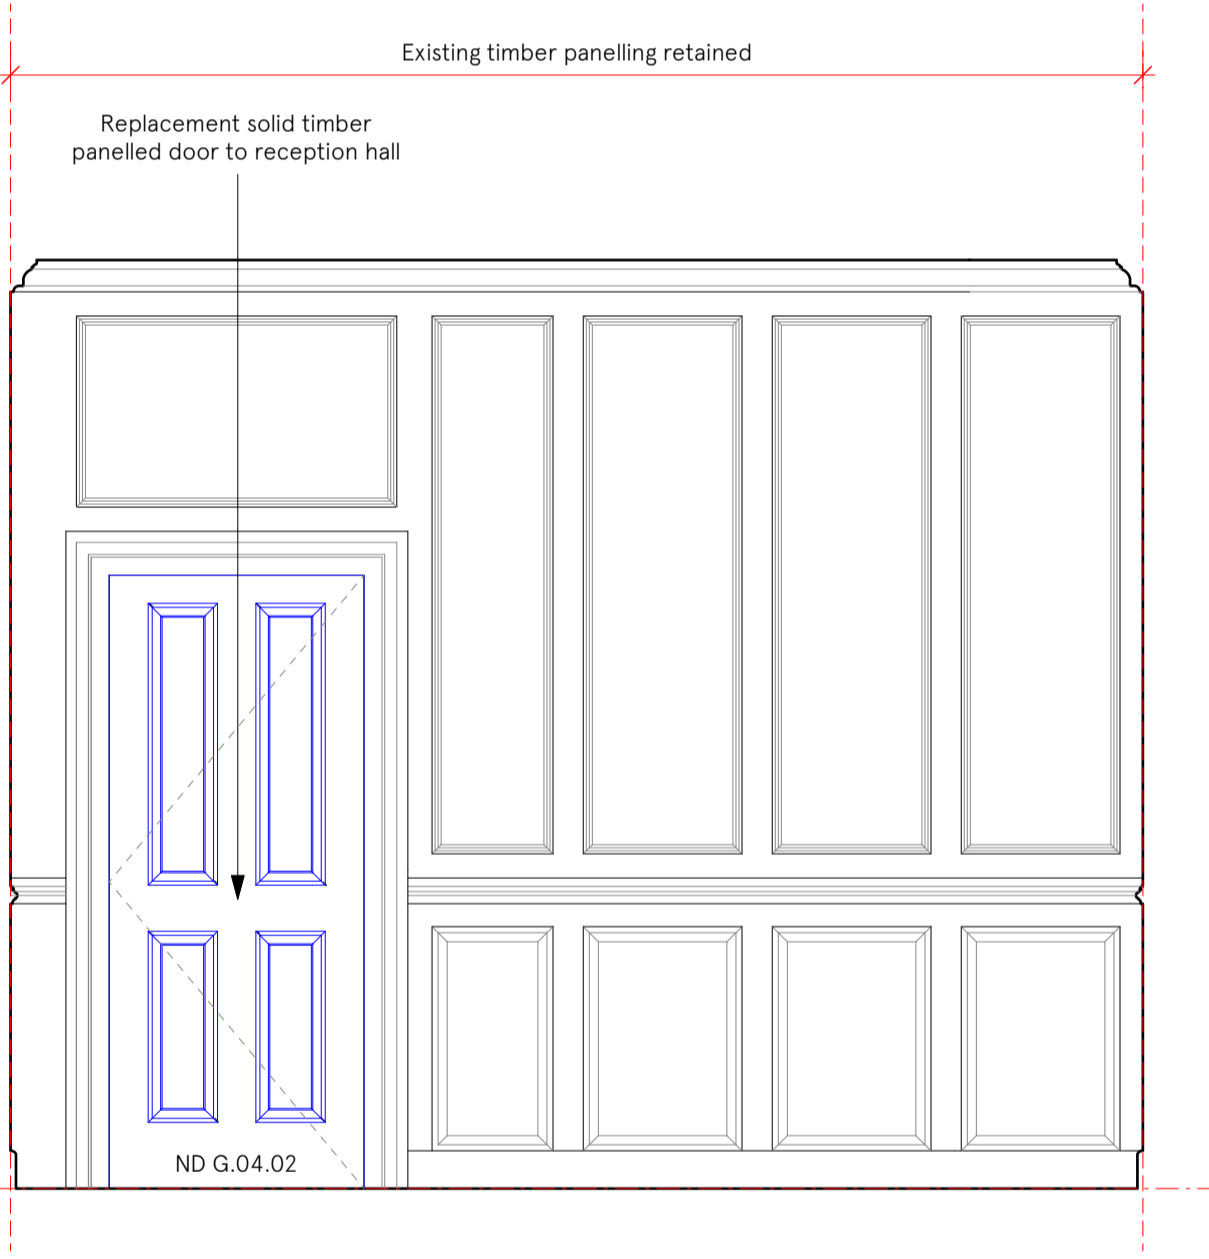 Existing timber panelling retained
Replacement solid timber
panelled door to reception hall
ND G.04.02